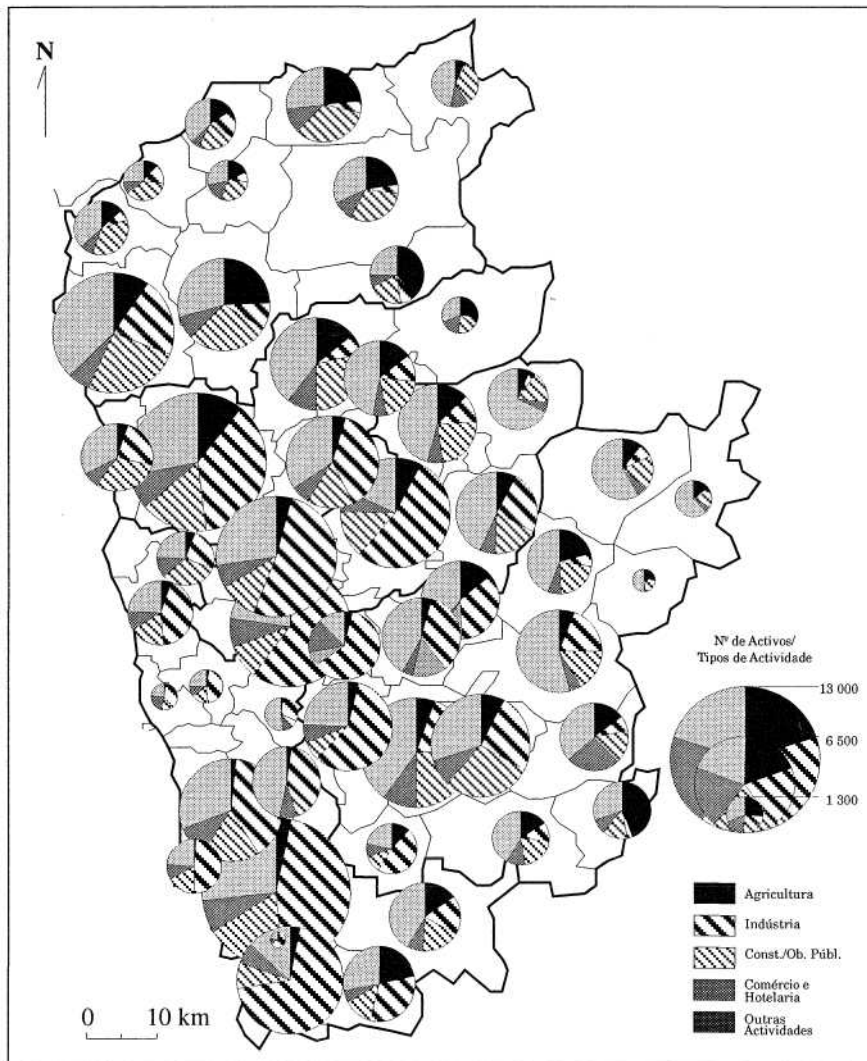 N
Nº de Activos/
Tipos de Actividade
13 000
6 500
1 300
Agricultura
Indústria
Const./Ob. Públ.
Comércio e
Hotelaria
Outras
Actividades
0 10 km